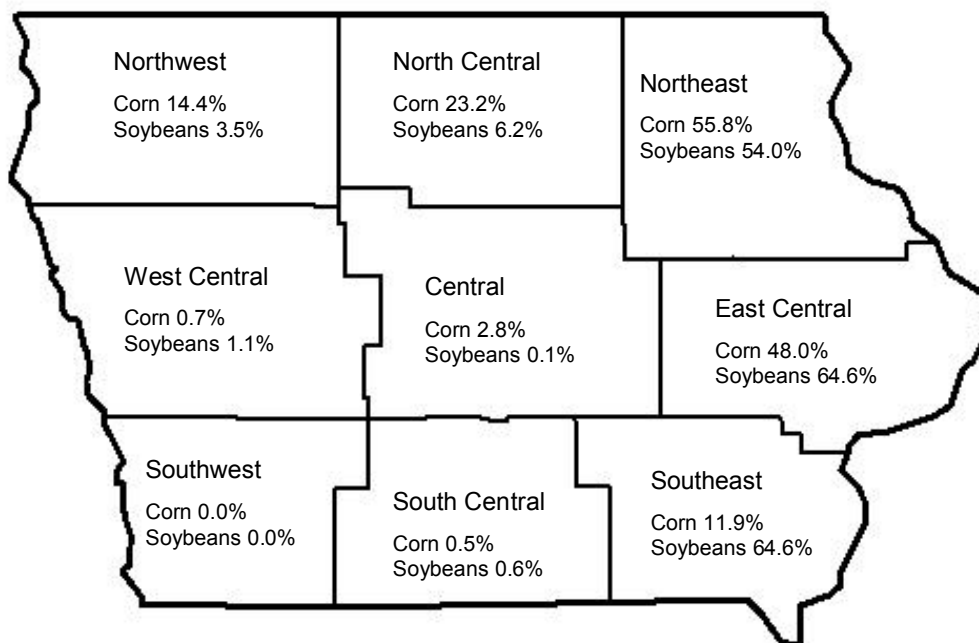 Northwest
Corn 14.4%
Soybeans 3.5%
North Central
Corn 23.2%
Soybeans 6.2%
Northeast
Corn 55.8%
Soybeans 54.0%
West Central
Corn 0.7%
Soybeans 1.1%
Central
Corn 2.8%
Soybeans 0.1%
East Central
Corn 48.0%
Soybeans 64.6%
Southwest
Corn 0.0%
Soybeans 0.0%
South Central
Corn 0.5%
Soybeans 0.6%
Southeast
Corn 11.9%
Soybeans 64.6%